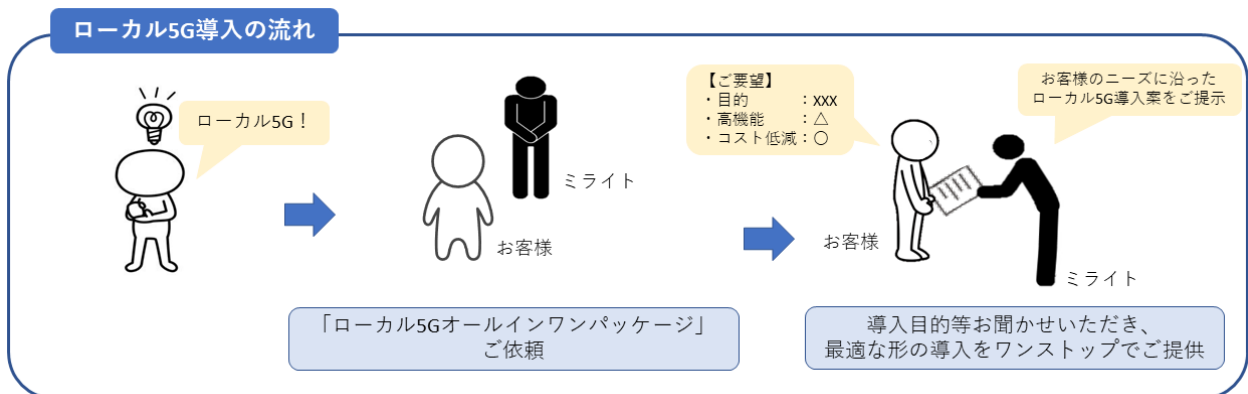 ローカル5G導入の流れ
ローカル5G！
ミライト
お客様
「ローカル5Gオールインワンパッケージ」
ご依頼
【ご要望】
・目的　　　：XXX
・高機能　　：△
・コスト低減：〇
お客様のニーズに沿った
ローカル5G導入案をご提示
お客様
ミライト
導入目的等お聞かせいただき、
最適な形の導入をワンストップでご提供